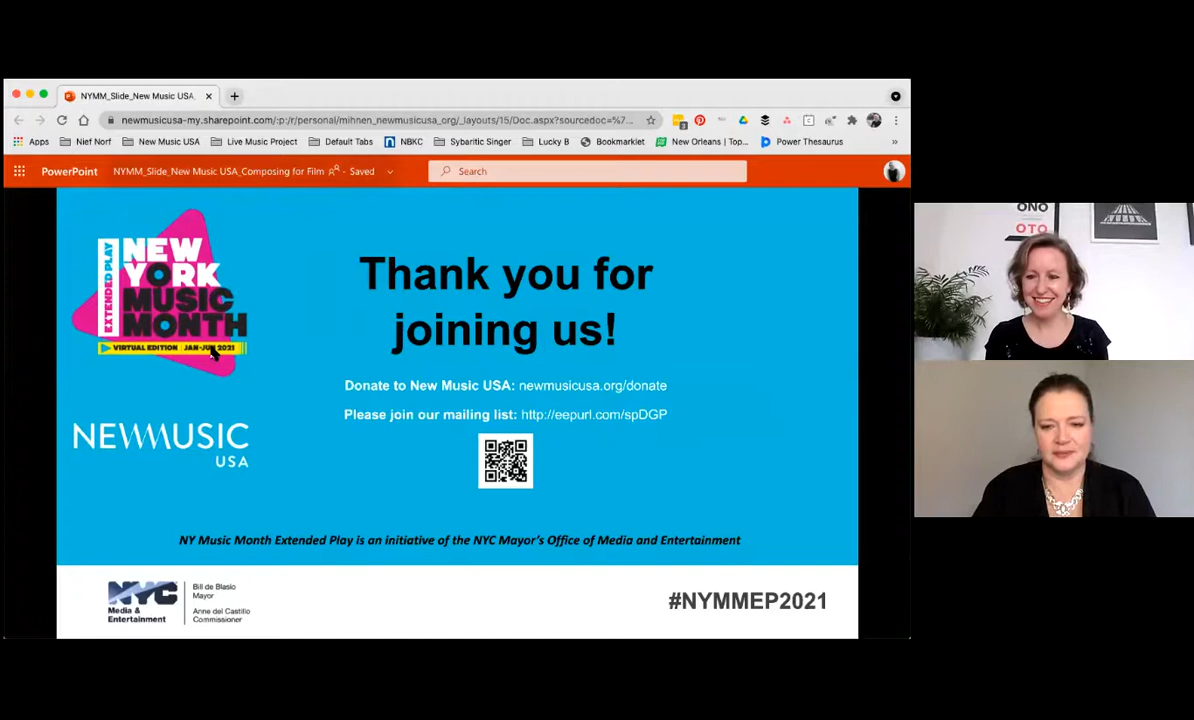 NYMM_Slide_New Music USA_
newmusicusa-my.sharepoint.com/:p:/r/personal/mihnen_newmusicusa_org/_layouts/15/Doc.aspx?sourcedoc=%7...
Apps Nief Norf New Music USA Live Music Project Default Tabs NBKC Sybaritic Singer Lucky B Bookmarklet New Orleans | Top... Power Thesaurus »
PowerPoint NYMM_Slide_New Music USA_Composing for Film - Saved Search
EXTENDED PLAY
NEW
YORK
MUSIC
MONTH
VIRTUAL EDITION | JAN-JUN 2021
Thank you for
joining us!
Donate to New Music USA: newmusicusa.org/donate
Please join our mailing list: http://eepurl.com/spDGP
NEWMUSIC
USA
NY Music Month Extended Play is an initiative of the NYC Mayor's Office of Media and Entertainment
NYC
Media &
Entertainment
Bill de Blasio
Mayor
Anne del Castillo
Commissioner
#NYMMEP2021
ONO
OTO